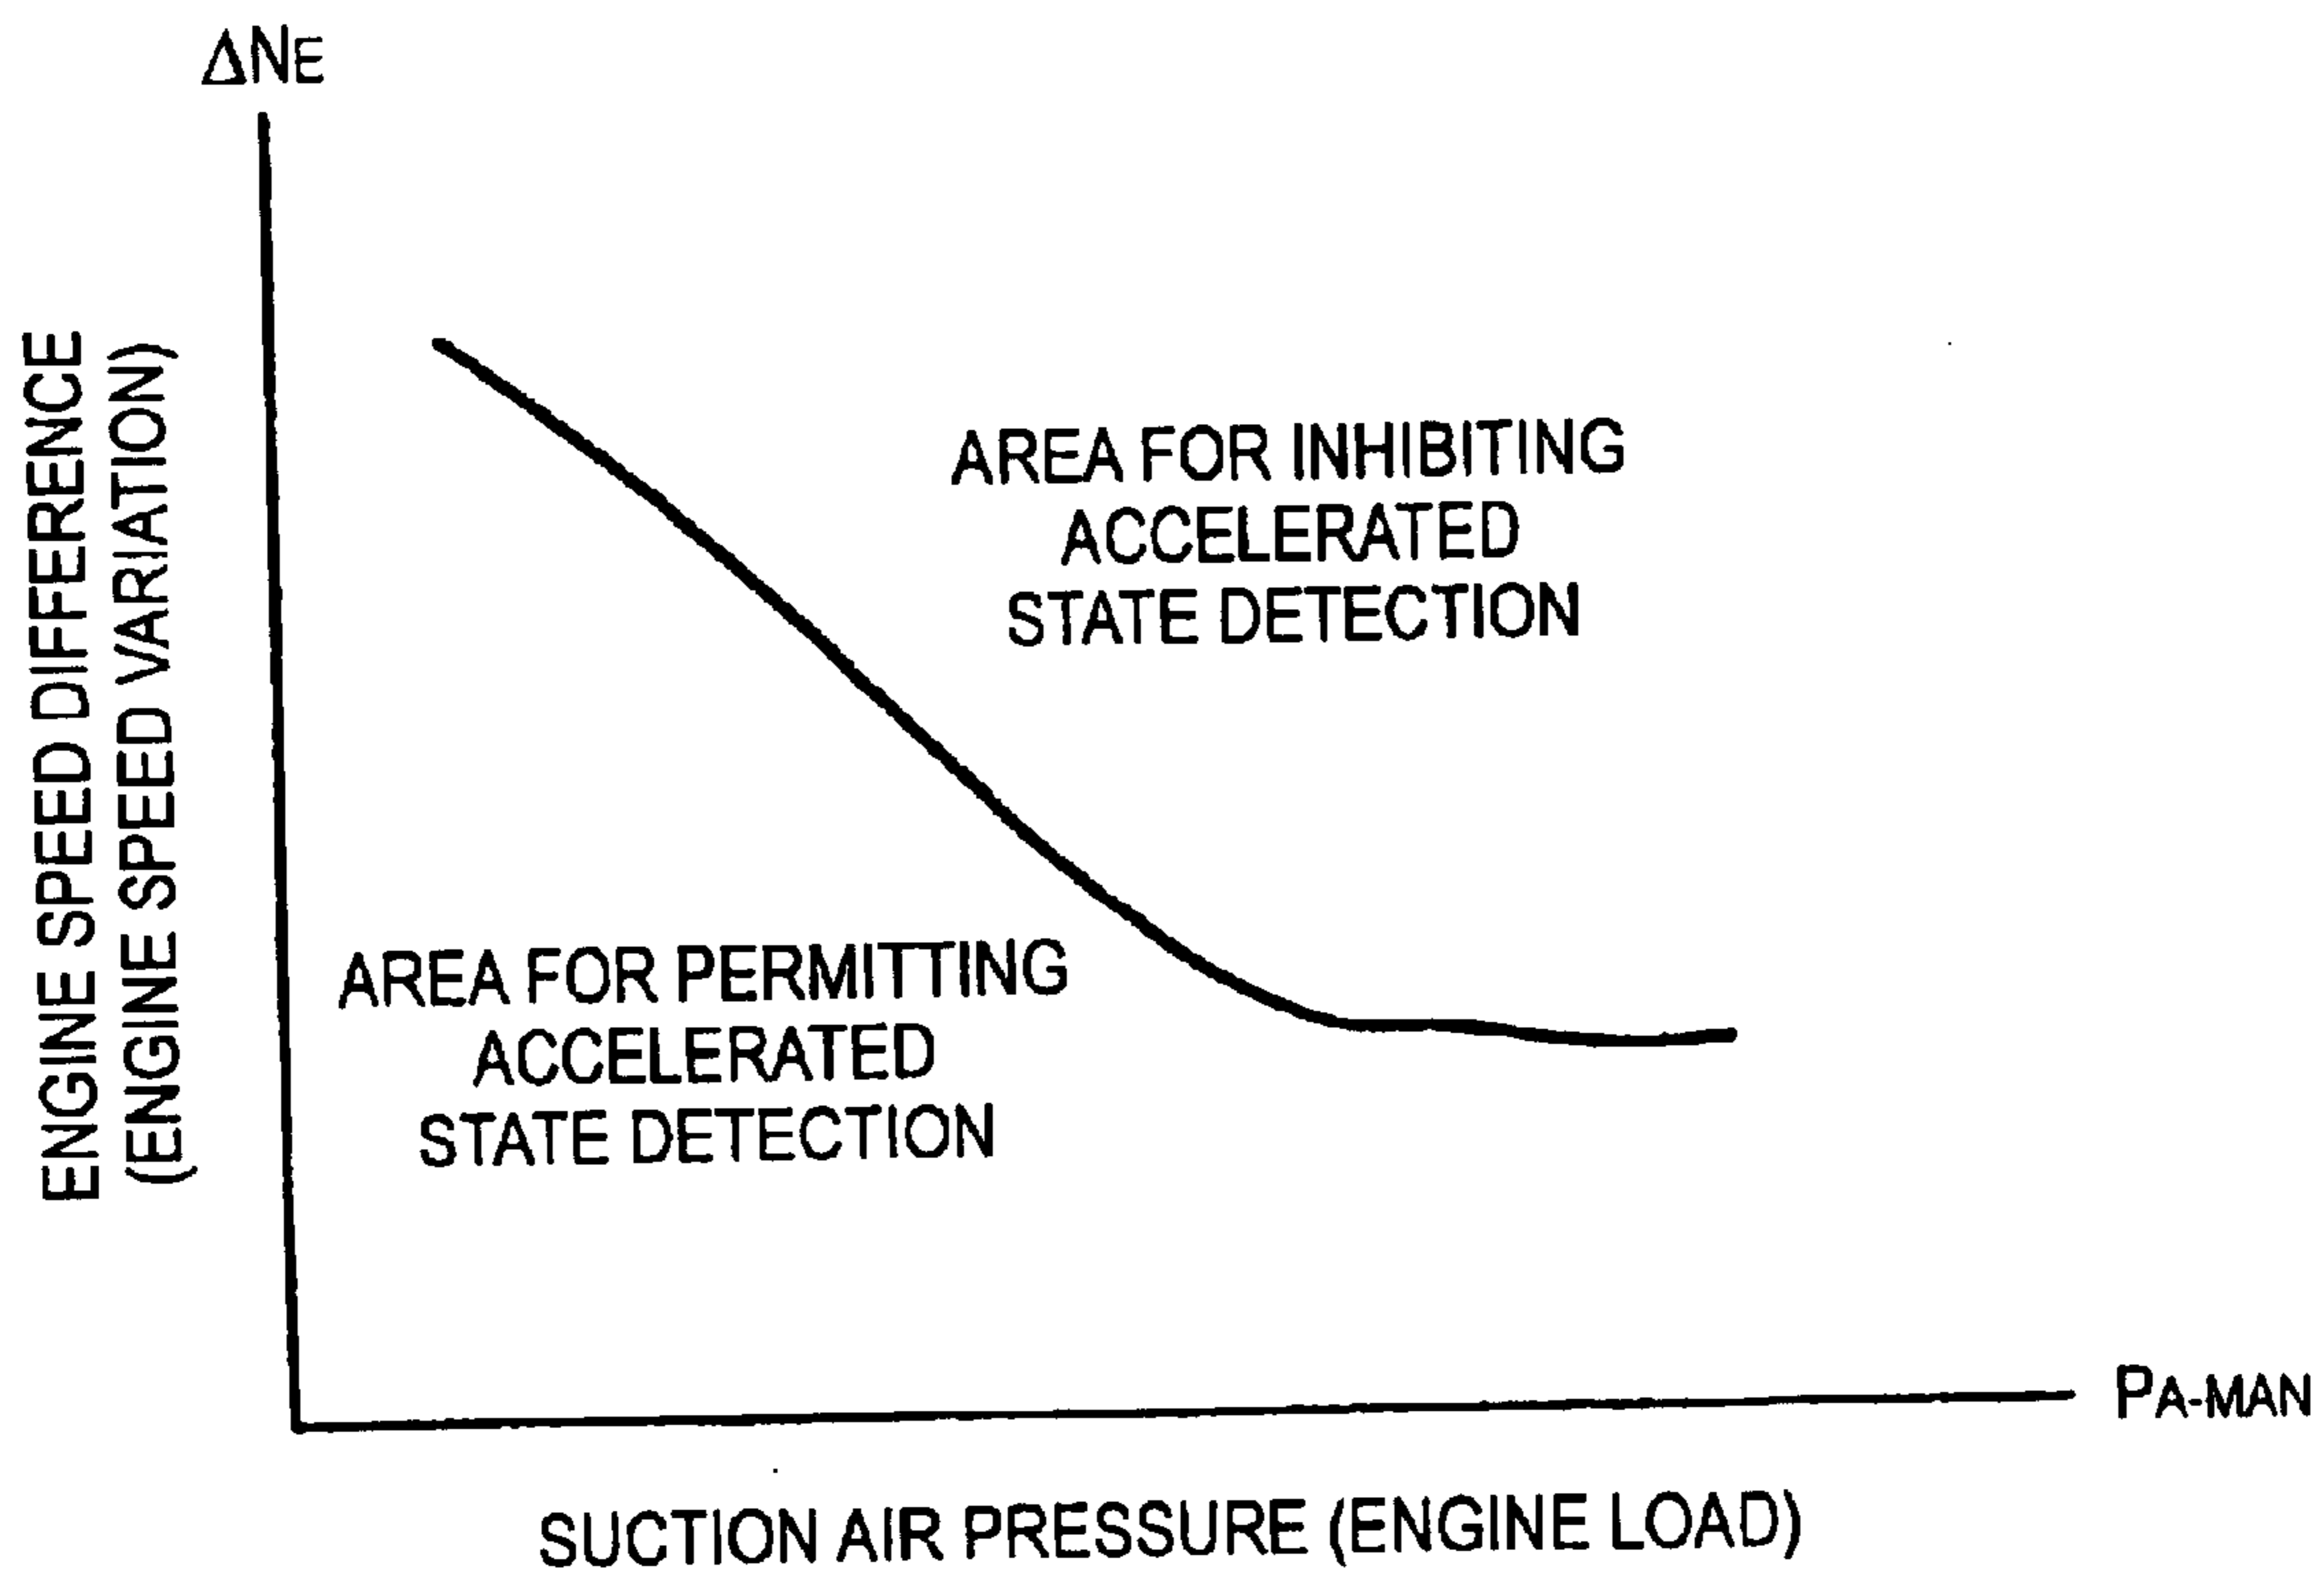 ΔNE
ENGINE SPEED DIFFERENCE
(ENGINE SPEED VARIATION)
AREA FOR INHIBITING
ACCELERATED
STATE DETECTION
AREA FOR PERMITTING
ACCELERATED
STATE DETECTION
PA-MAN
SUCTION AIR PRESSURE (ENGINE LOAD)